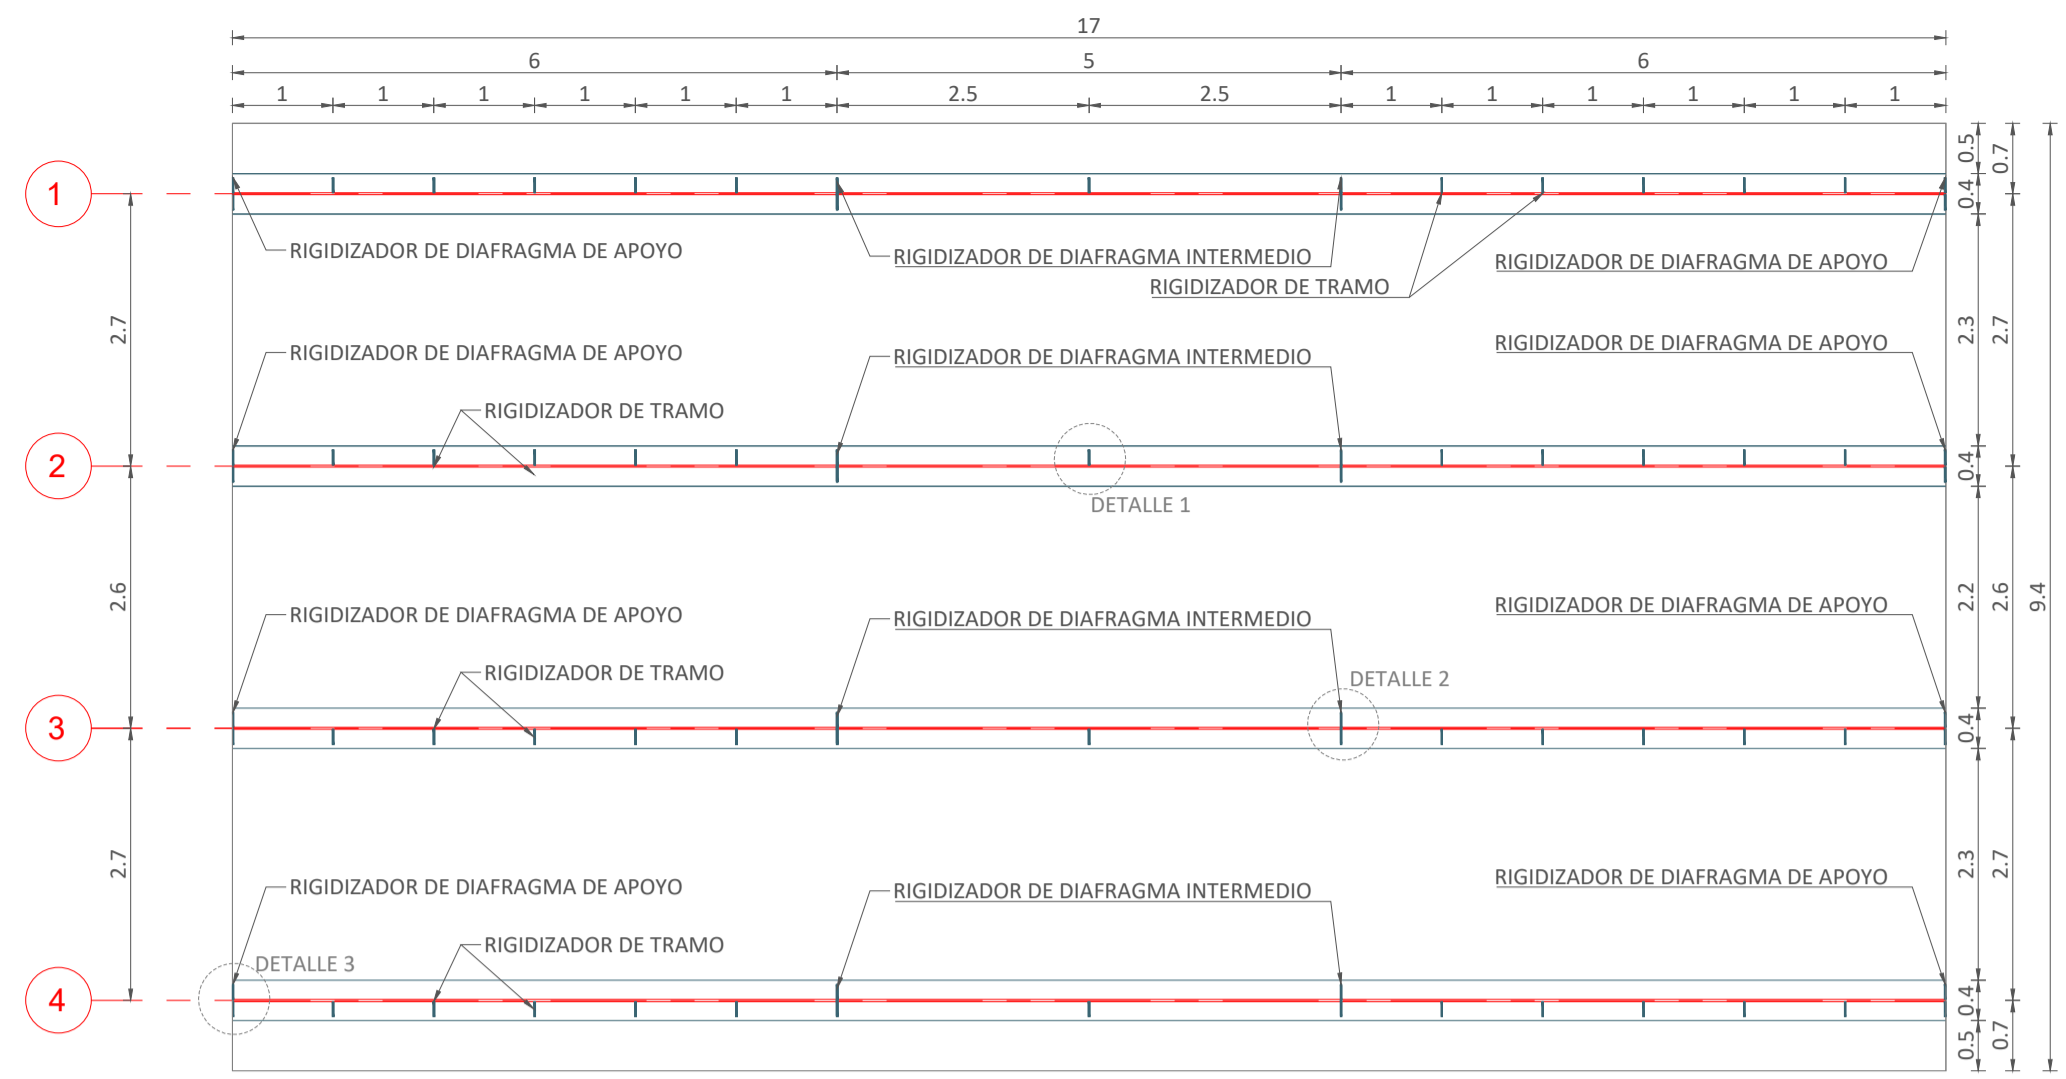 17
6 5 6
1 1 1 1 1 1 2.5 2.5 1 1 1 1 1 1
0.5
0.7
1
0.4
RIGIDIZADOR DE DIAFRAGMA DE APOYO
RIGIDIZADOR DE DIAFRAGMA INTERMEDIO
RIGIDIZADOR DE DIAFRAGMA DE APOYO
RIGIDIZADOR DE TRAMO
2.7
2.3
2.7
RIGIDIZADOR DE DIAFRAGMA DE APOYO
RIGIDIZADOR DE DIAFRAGMA INTERMEDIO
RIGIDIZADOR DE DIAFRAGMA DE APOYO
RIGIDIZADOR DE TRAMO
2
0.4
DETALLE 1
2.6
2.2
2.6
9.4
RIGIDIZADOR DE DIAFRAGMA DE APOYO
RIGIDIZADOR DE DIAFRAGMA INTERMEDIO
RIGIDIZADOR DE DIAFRAGMA DE APOYO
RIGIDIZADOR DE TRAMO
DETALLE 2
3
0.4
2.7
2.3
2.7
RIGIDIZADOR DE DIAFRAGMA DE APOYO
RIGIDIZADOR DE DIAFRAGMA INTERMEDIO
RIGIDIZADOR DE DIAFRAGMA DE APOYO
RIGIDIZADOR DE TRAMO
DETALLE 3
4
0.4
0.5
0.7